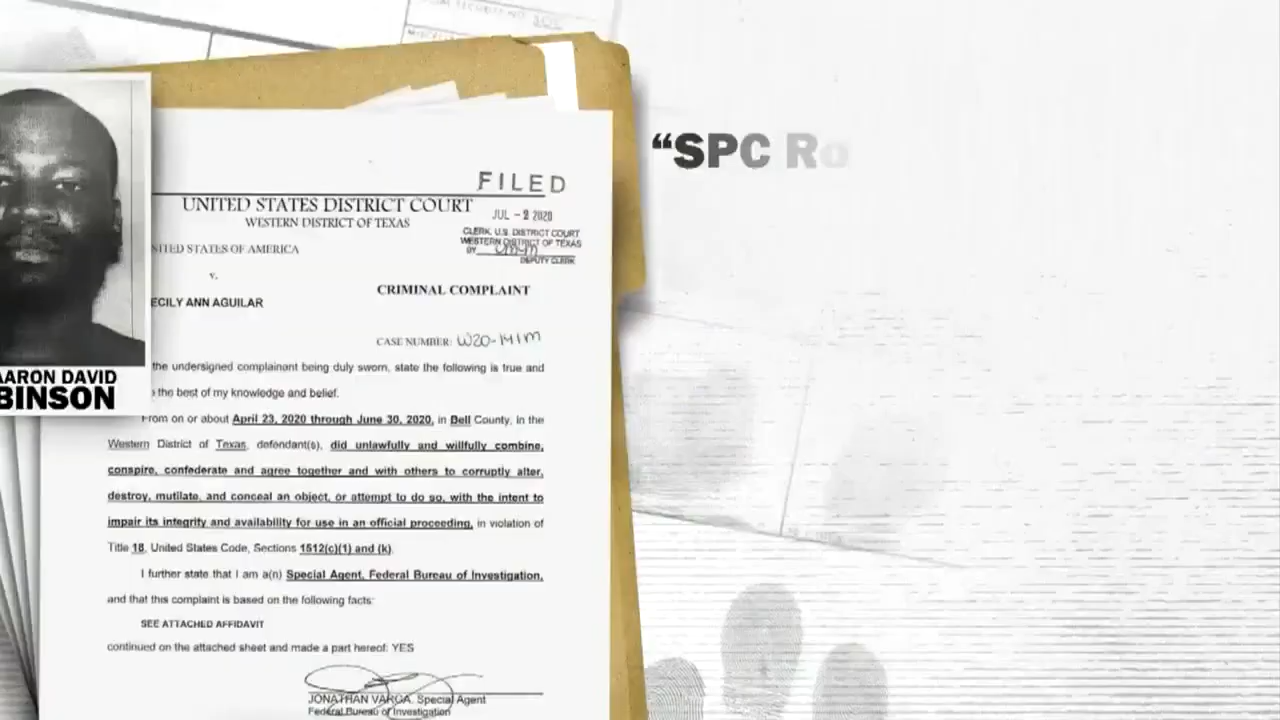 “SPC Ro
FILED
UNITED STATES DISTRICT COURT
JUL - 2 2020
WESTERN DISTRICT OF TEXAS
CLERK, U.S. DISTRICT COURT
WESTERN DISTRICT OF TEXAS
BY
DEPUTY CLERK
NITED STATES OF AMERICA
v.
CRIMINAL COMPLAINT
ECILY ANN AGUILAR
CASE NUMBER: W20-141M
AARON DAVID
BINSON
the undersigned complainant being duly sworn, state the following is true and
the best of my knowledge and belief.
From on or about April 23, 2020 through June 30, 2020, in Bell County, in the
Western District of Texas, defendant(s), did unlawfully and willfully combine,
conspire, confederate and agree together and with others to corruptly alter,
destroy, mutilate, and conceal an object, or attempt to do so, with the intent to
impair its integrity and availability for use in an official proceeding, in violation of
Title 18, United States Code, Sections 1512(c)(1) and (k).
I further state that I am a(n) Special Agent, Federal Bureau of Investigation,
and that this complaint is based on the following facts:
SEE ATTACHED AFFIDAVIT
continued on the attached sheet and made a part hereof: YES
JONATHAN VARGA, Special Agent
Federal Bureau of Investigation